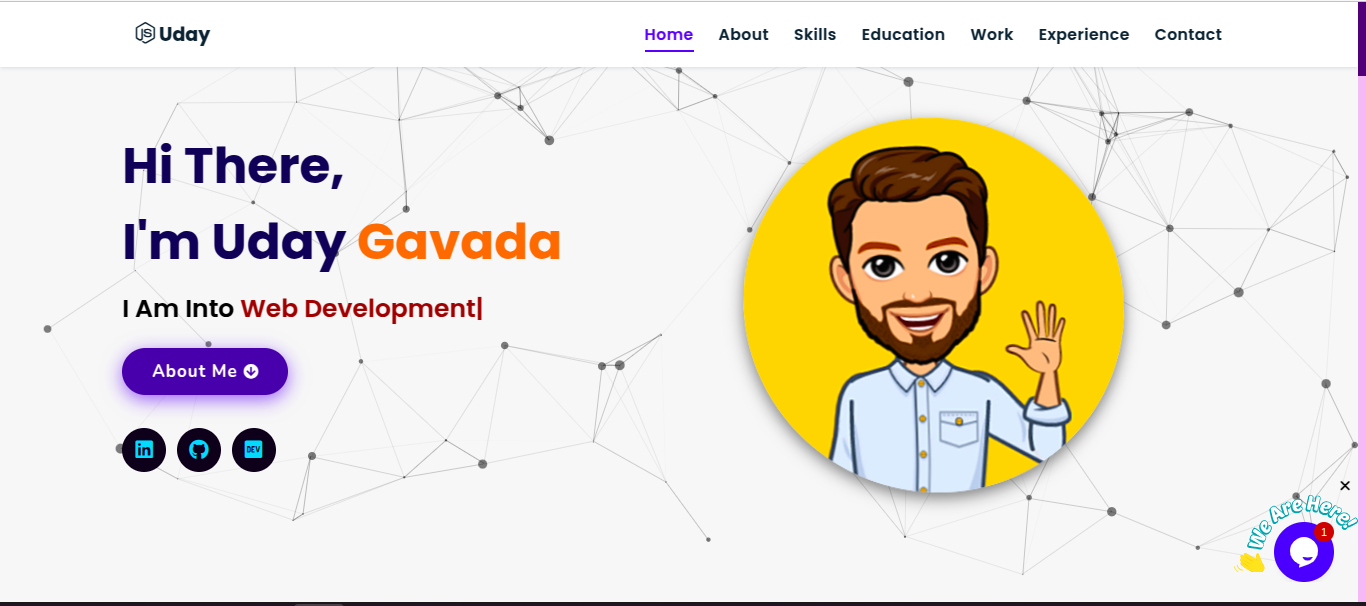 Uday
Home About Skills Education Work Experience Contact
Hi There,
I'm Uday Gavada
I Am Into Web Development|
About Me
in
DEV
We Are Here!
1